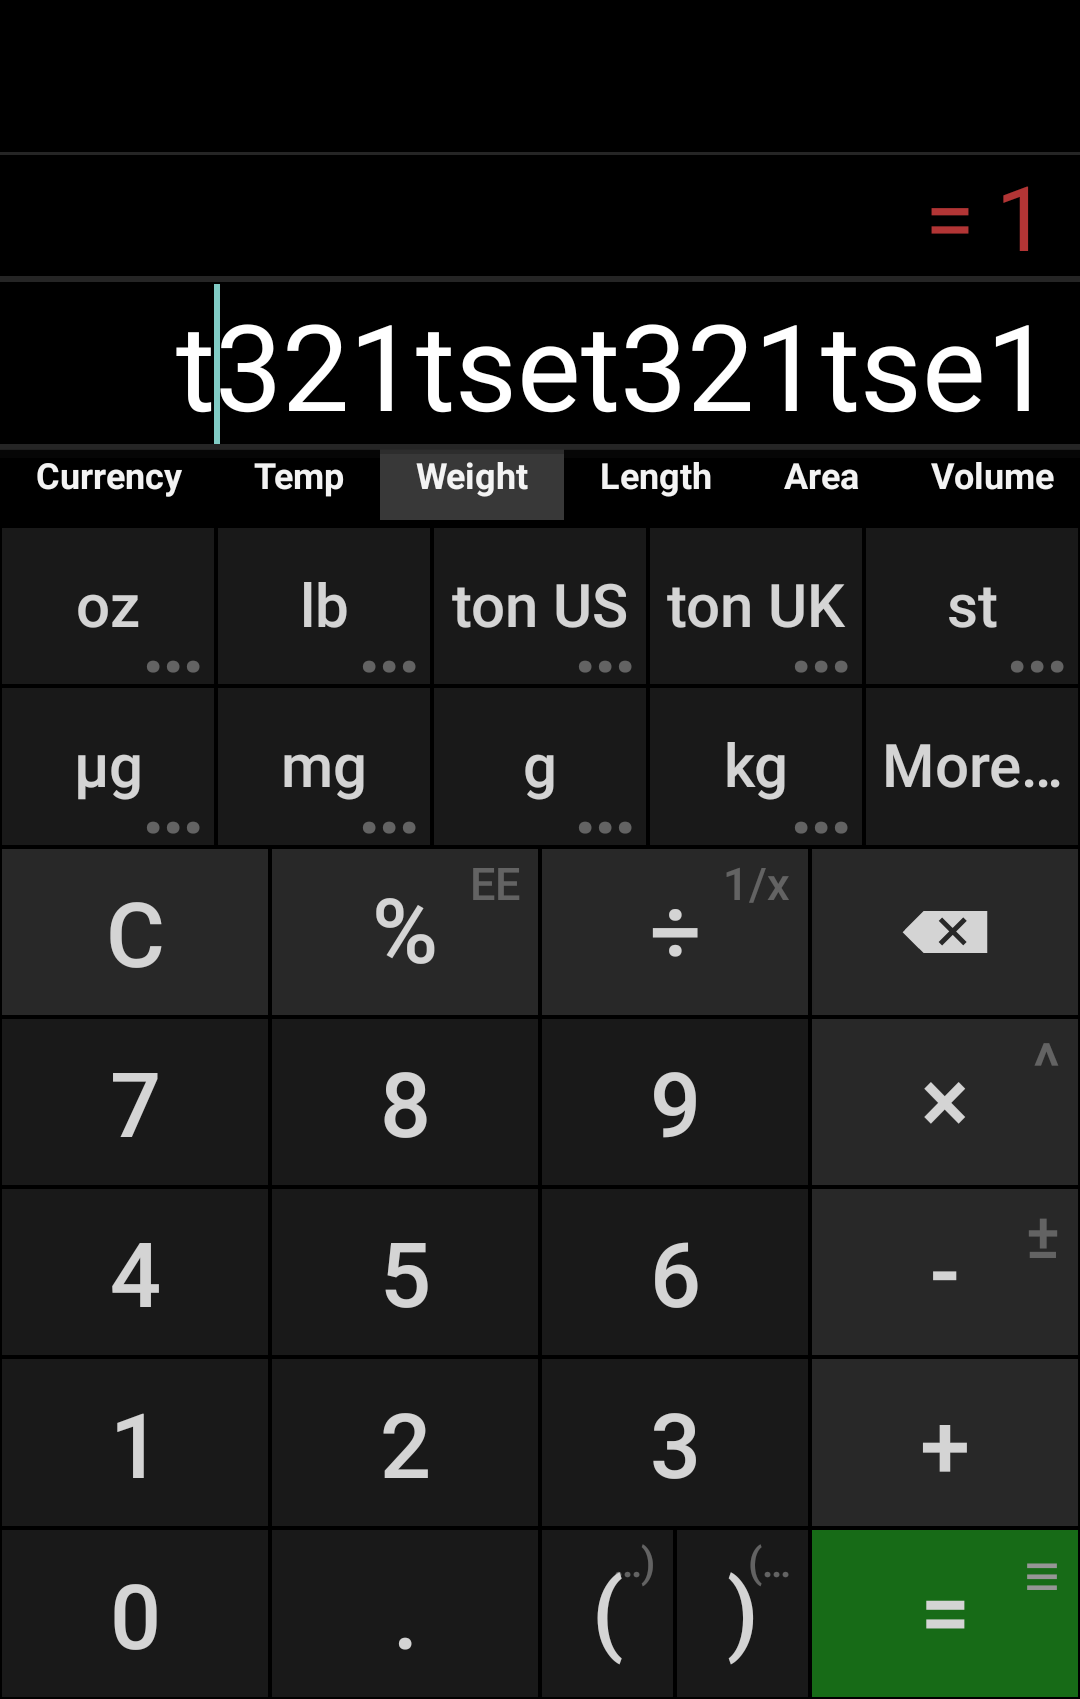 = 1
t321tset321tse1
Currency Temp Weight Length Area Volume
oz lb ton US ton UK st
µg mg g kg More...
C % EE ÷ 1/x
7 8 9 × ^
4 5 6 - ±
1 2 3 + 
0 . ( ..) ) (... = ≡